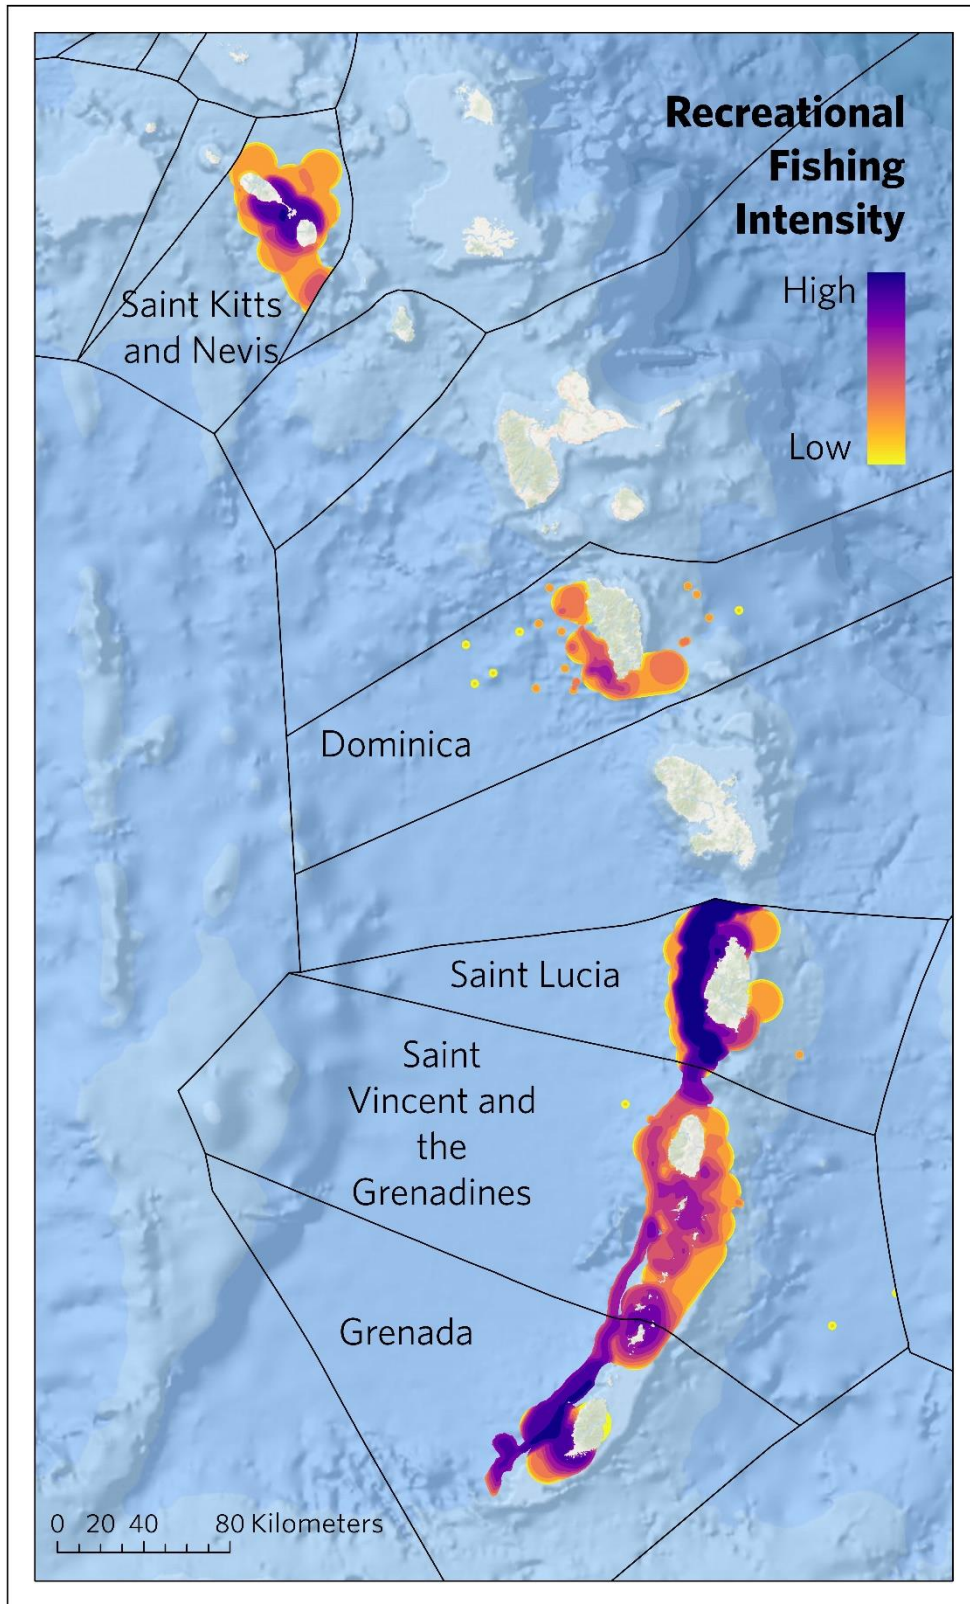 Recreational
Fishing
Intensity
High
Low
Saint Kitts
and Nevis
Dominica
Saint Lucia
Saint
Vincent and
the
Grenadines
Grenada
0 20 40 80 Kilometers